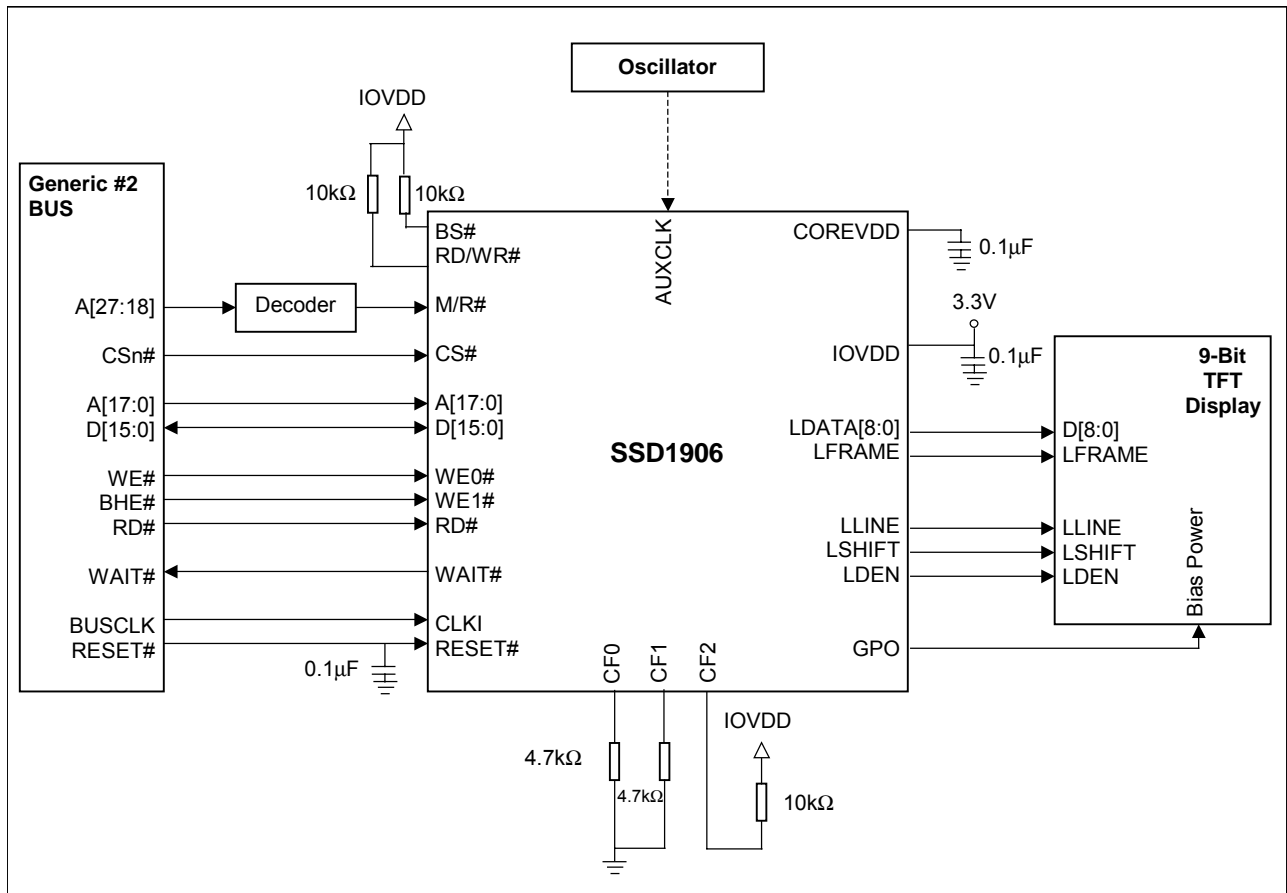 Oscillator
IOVDD
Generic #2
BUS
10kΩ
10kΩ
BS#
RD/WR#
AUXCLK
COREVDD
0.1µF
A[27:18]
Decoder
M/R#
3.3V
CSn#
CS#
IOVDD
0.1µF
9-Bit
TFT
Display
A[17:0]
A[17:0]
D[15:0]
D[15:0]
SSD1906
LDATA[8:0]
D[8:0]
LFRAME
LFRAME
WE#
WE0#
BHE#
WE1#
RD#
RD#
LLINE
LLINE
LSHIFT
LSHIFT
LDEN
LDEN
WAIT#
WAIT#
Bias Power
BUSCLK
CLKI
RESET#
RESET#
GPO
0.1µF
CF0
CF1
CF2
IOVDD
4.7kΩ
4.7kΩ
10kΩ